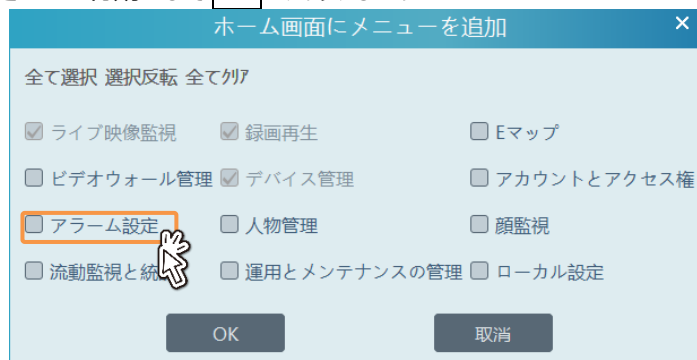 ホーム画面にメニューを追加 ×
全て選択 選択反転 全てクリア
ライブ映像監視 録画再生 Eマップ
ビデオウォール管理 デバイス管理 アカウントとアクセス権
アラーム設定 人物管理 顔監視
流動監視と統 運用とメンテナンスの管理 ローカル設定
OK 取消